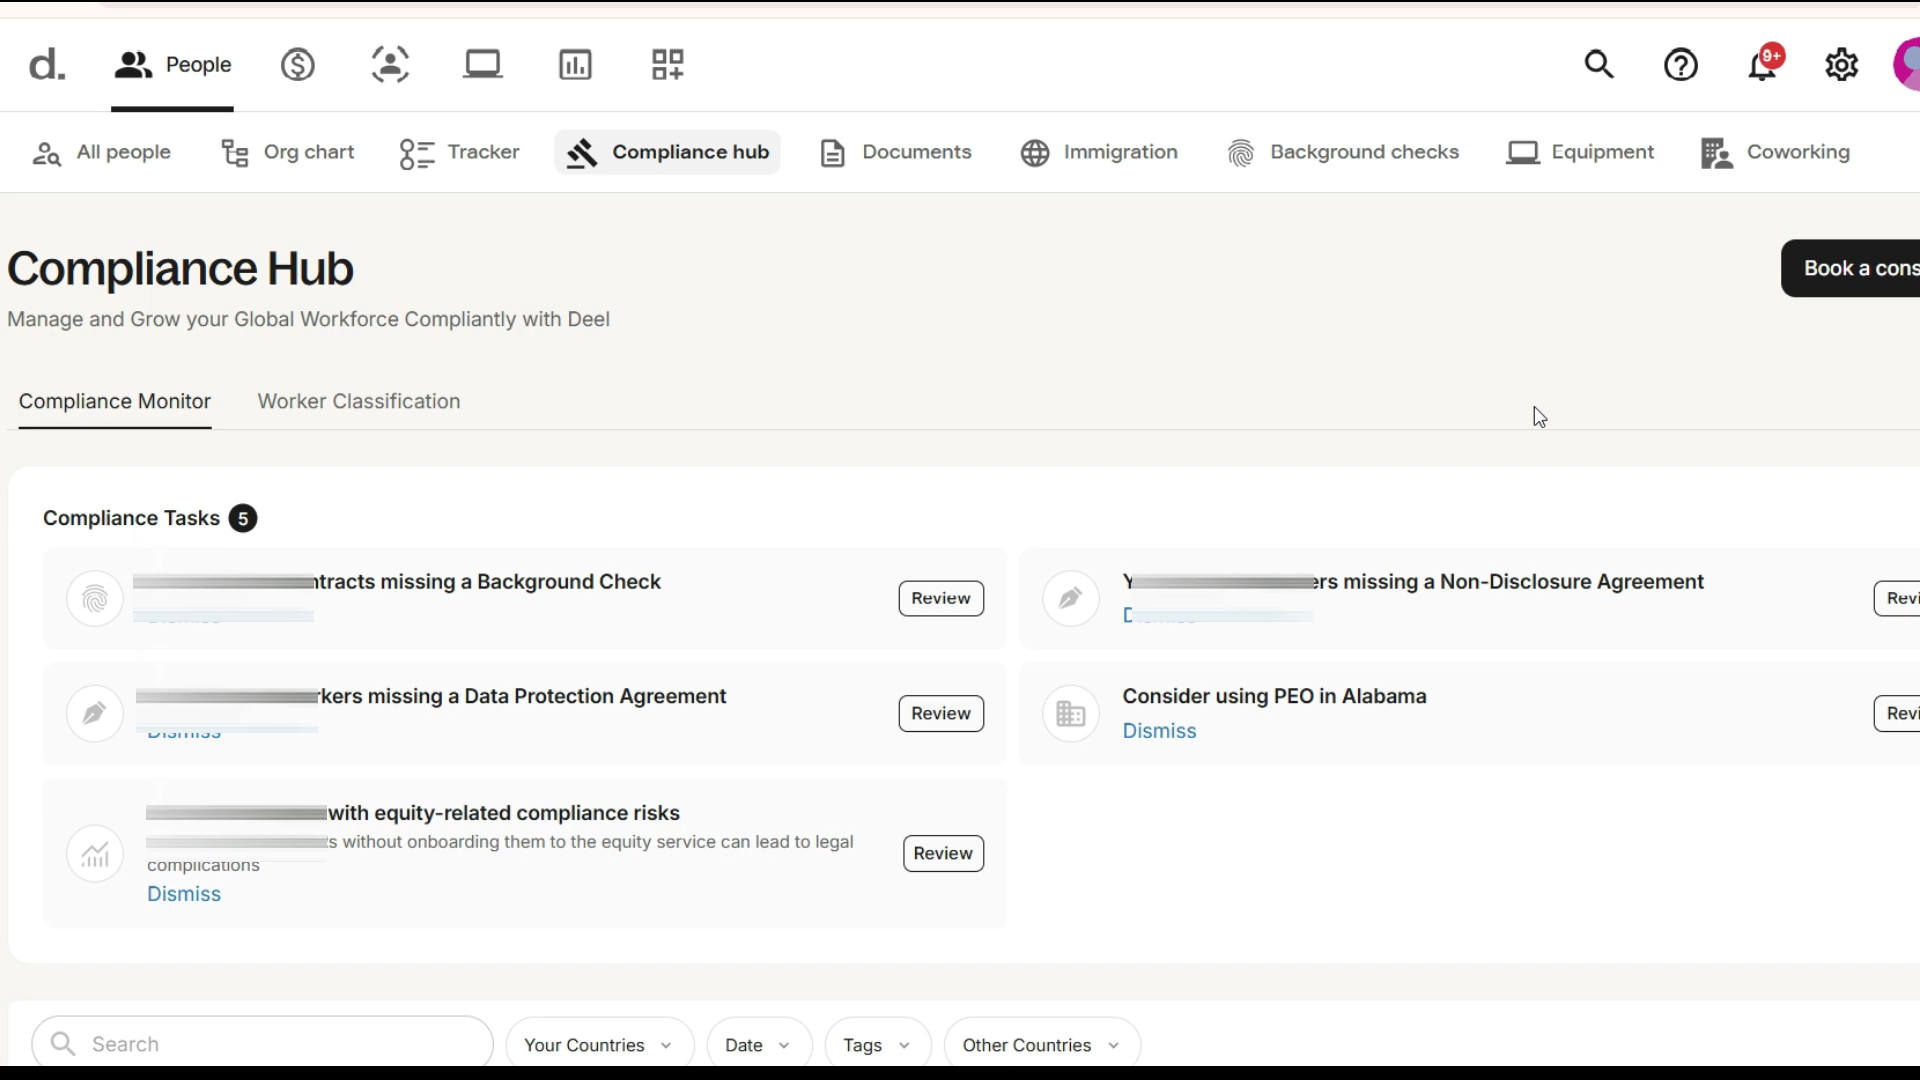 d.
People
9+
All people
Org chart
Tracker
Compliance hub
Documents
Immigration
Background checks
Equipment
Coworking
Compliance Hub
Book a cons
Manage and Grow your Global Workforce Compliantly with Deel
Compliance Monitor
Worker Classification
Compliance Tasks 5
ntracts missing a Background Check
Review
Y
ers missing a Non-Disclosure Agreement
Revi
rkers missing a Data Protection Agreement
Dismiss
Review
Consider using PEO in Alabama
Dismiss
Revi
with equity-related compliance risks
s without onboarding them to the equity service can lead to legal
complications
Dismiss
Review
Search
Your Countries
Date
Tags
Other Countries